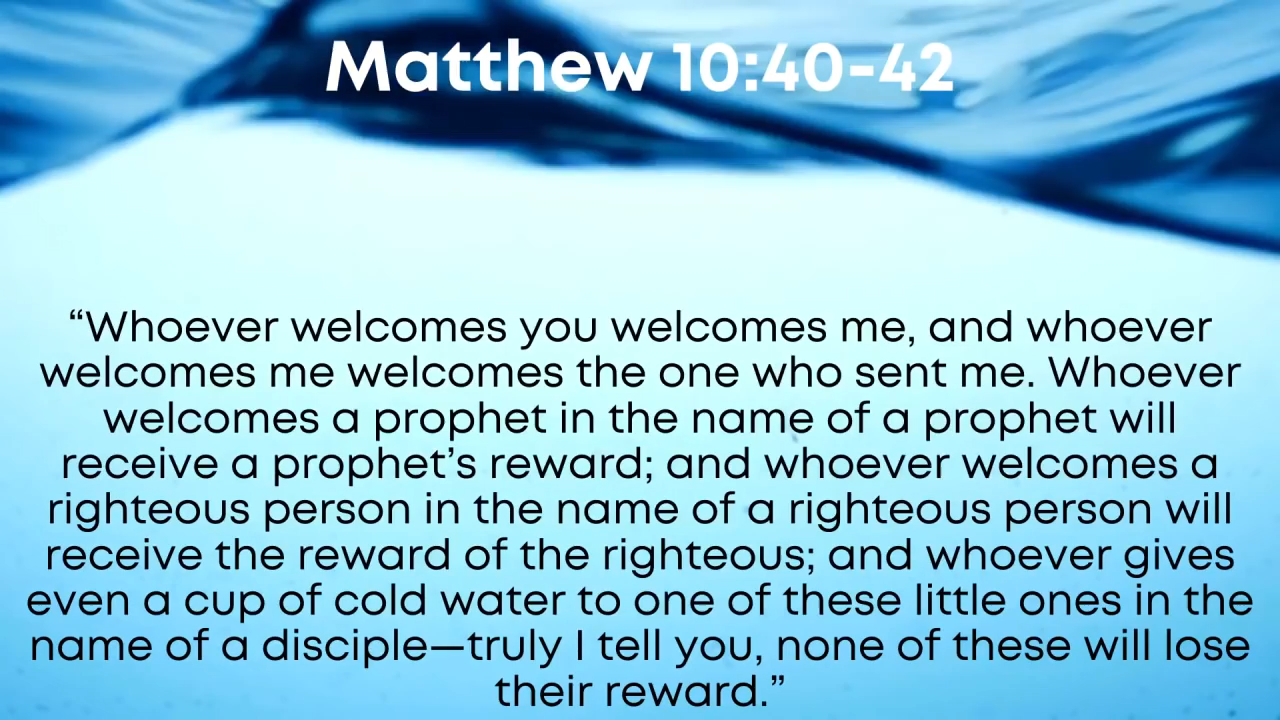 Matthew 10:40-42
“Whoever welcomes you welcomes me, and whoever
welcomes me welcomes the one who sent me. Whoever
welcomes a prophet in the name of a prophet will
receive a prophet’s reward; and whoever welcomes a
righteous person in the name of a righteous person will
receive the reward of the righteous; and whoever gives
even a cup of cold water to one of these little ones in the
name of a disciple—truly I tell you, none of these will lose
their reward.”